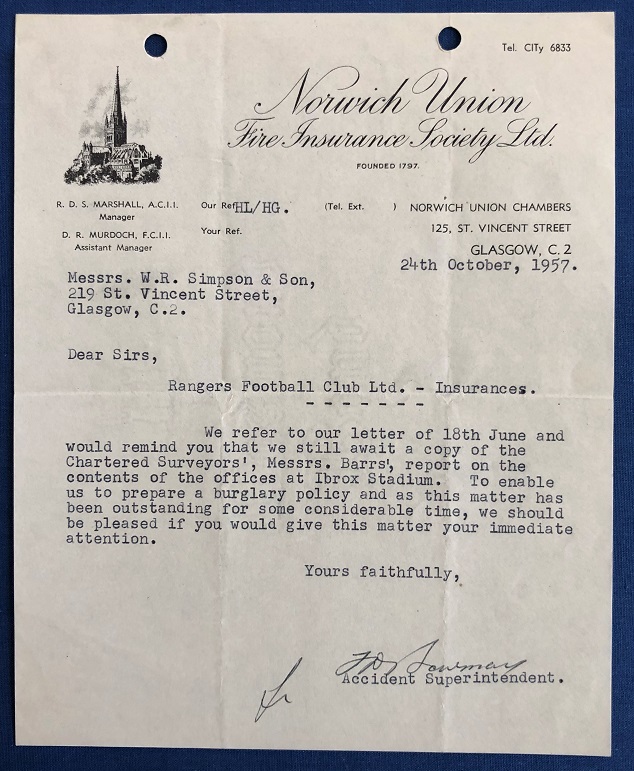 Tel. CITy 6833
Norwich Union
Fire Insurance Society Ltd.
FOUNDED 1797.
R. D. S. MARSHALL, A.C.I.I.
Manager
D. R. MURDOCH, F.C.I.I.
Assistant Manager
Our Ref HL/HG. (Tel. Ext. )
Your Ref.
NORWICH UNION CHAMBERS
125, ST. VINCENT STREET
GLASGOW, C. 2
24th October, 1957.
Messrs. W.R. Simpson & Son,
219 St. Vincent Street,
Glasgow, C.2.
Dear Sirs,
Rangers Football Club Ltd. - Insurances.
- - - - - - -
We refer to our letter of 18th June and
would remind you that we still await a copy of the
Chartered Surveyors', Messrs. Barrs', report on the
contents of the offices at Ibrox Stadium. To enable
us to prepare a burglary policy and as this matter has
been outstanding for some considerable time, we should
be pleased if you would give this matter your immediate
attention.
Yours faithfully,
Accident Superintendent.